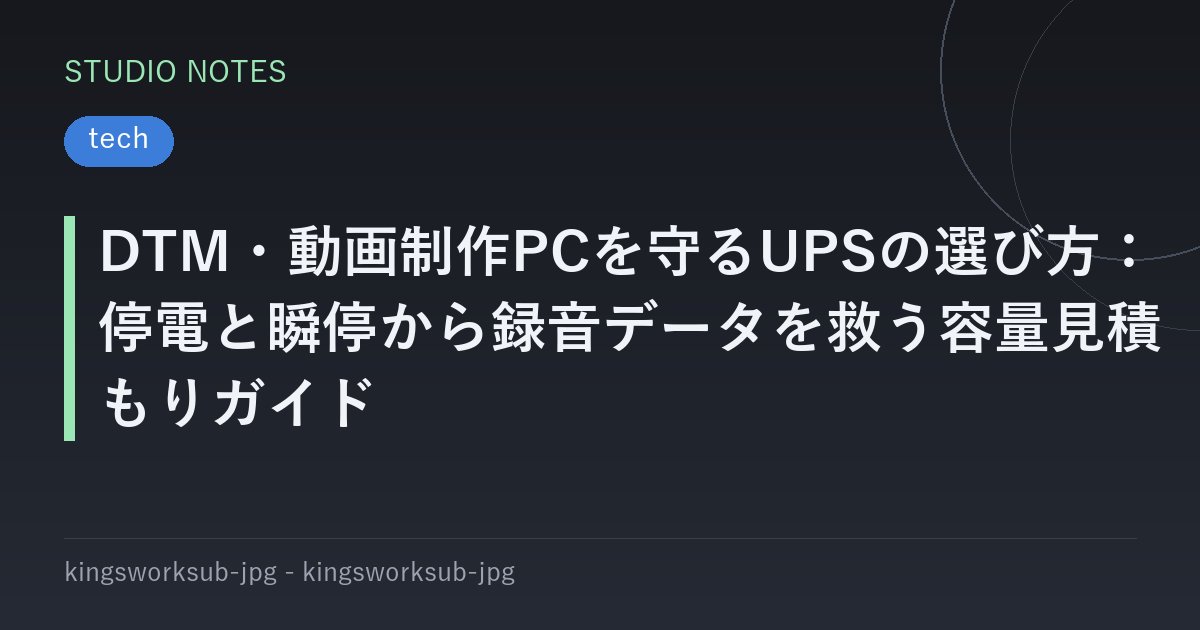 STUDIO NOTES
tech
DTM・動画制作PCを守るUPSの選び方：
停電と瞬停から録音データを救う容量見積
もりガイド
kingsworksub-jpg - kingsworksub-jpg